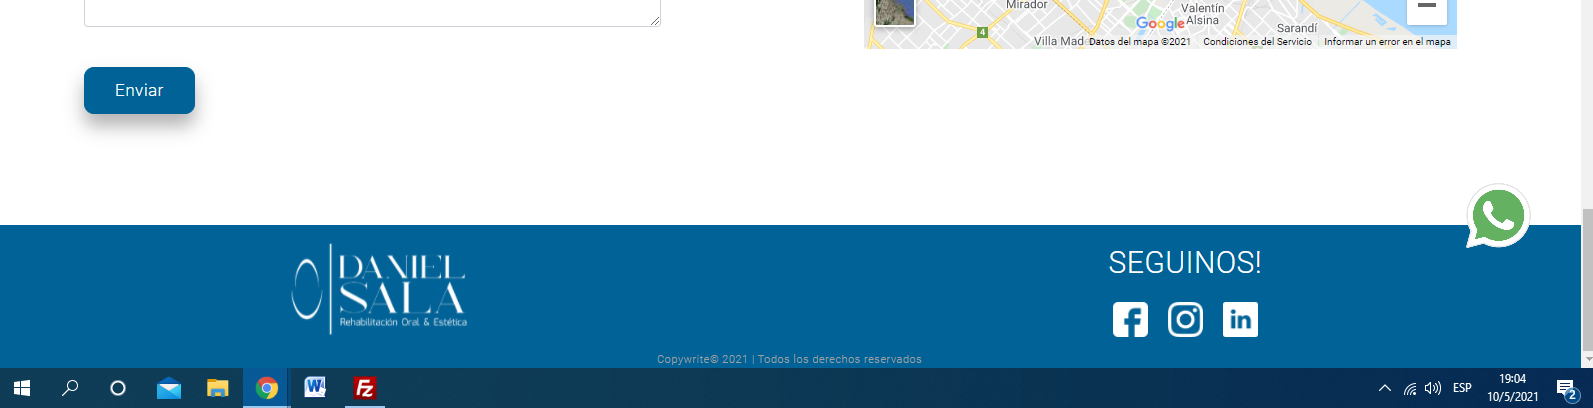 Mirador
Valentín
Alsina
Google
4
Sarandí
Villa Mad
Datos del mapa ©2021
Condiciones del Servicio
Informar un error en el mapa
Enviar
DANIEL
SALA
Rehabilitación Oral & Estética
SEGUINOS!
in
Copywrite© 2021 | Todos los derechos reservados
W
FZ
ESP
19:04
10/5/2021
2